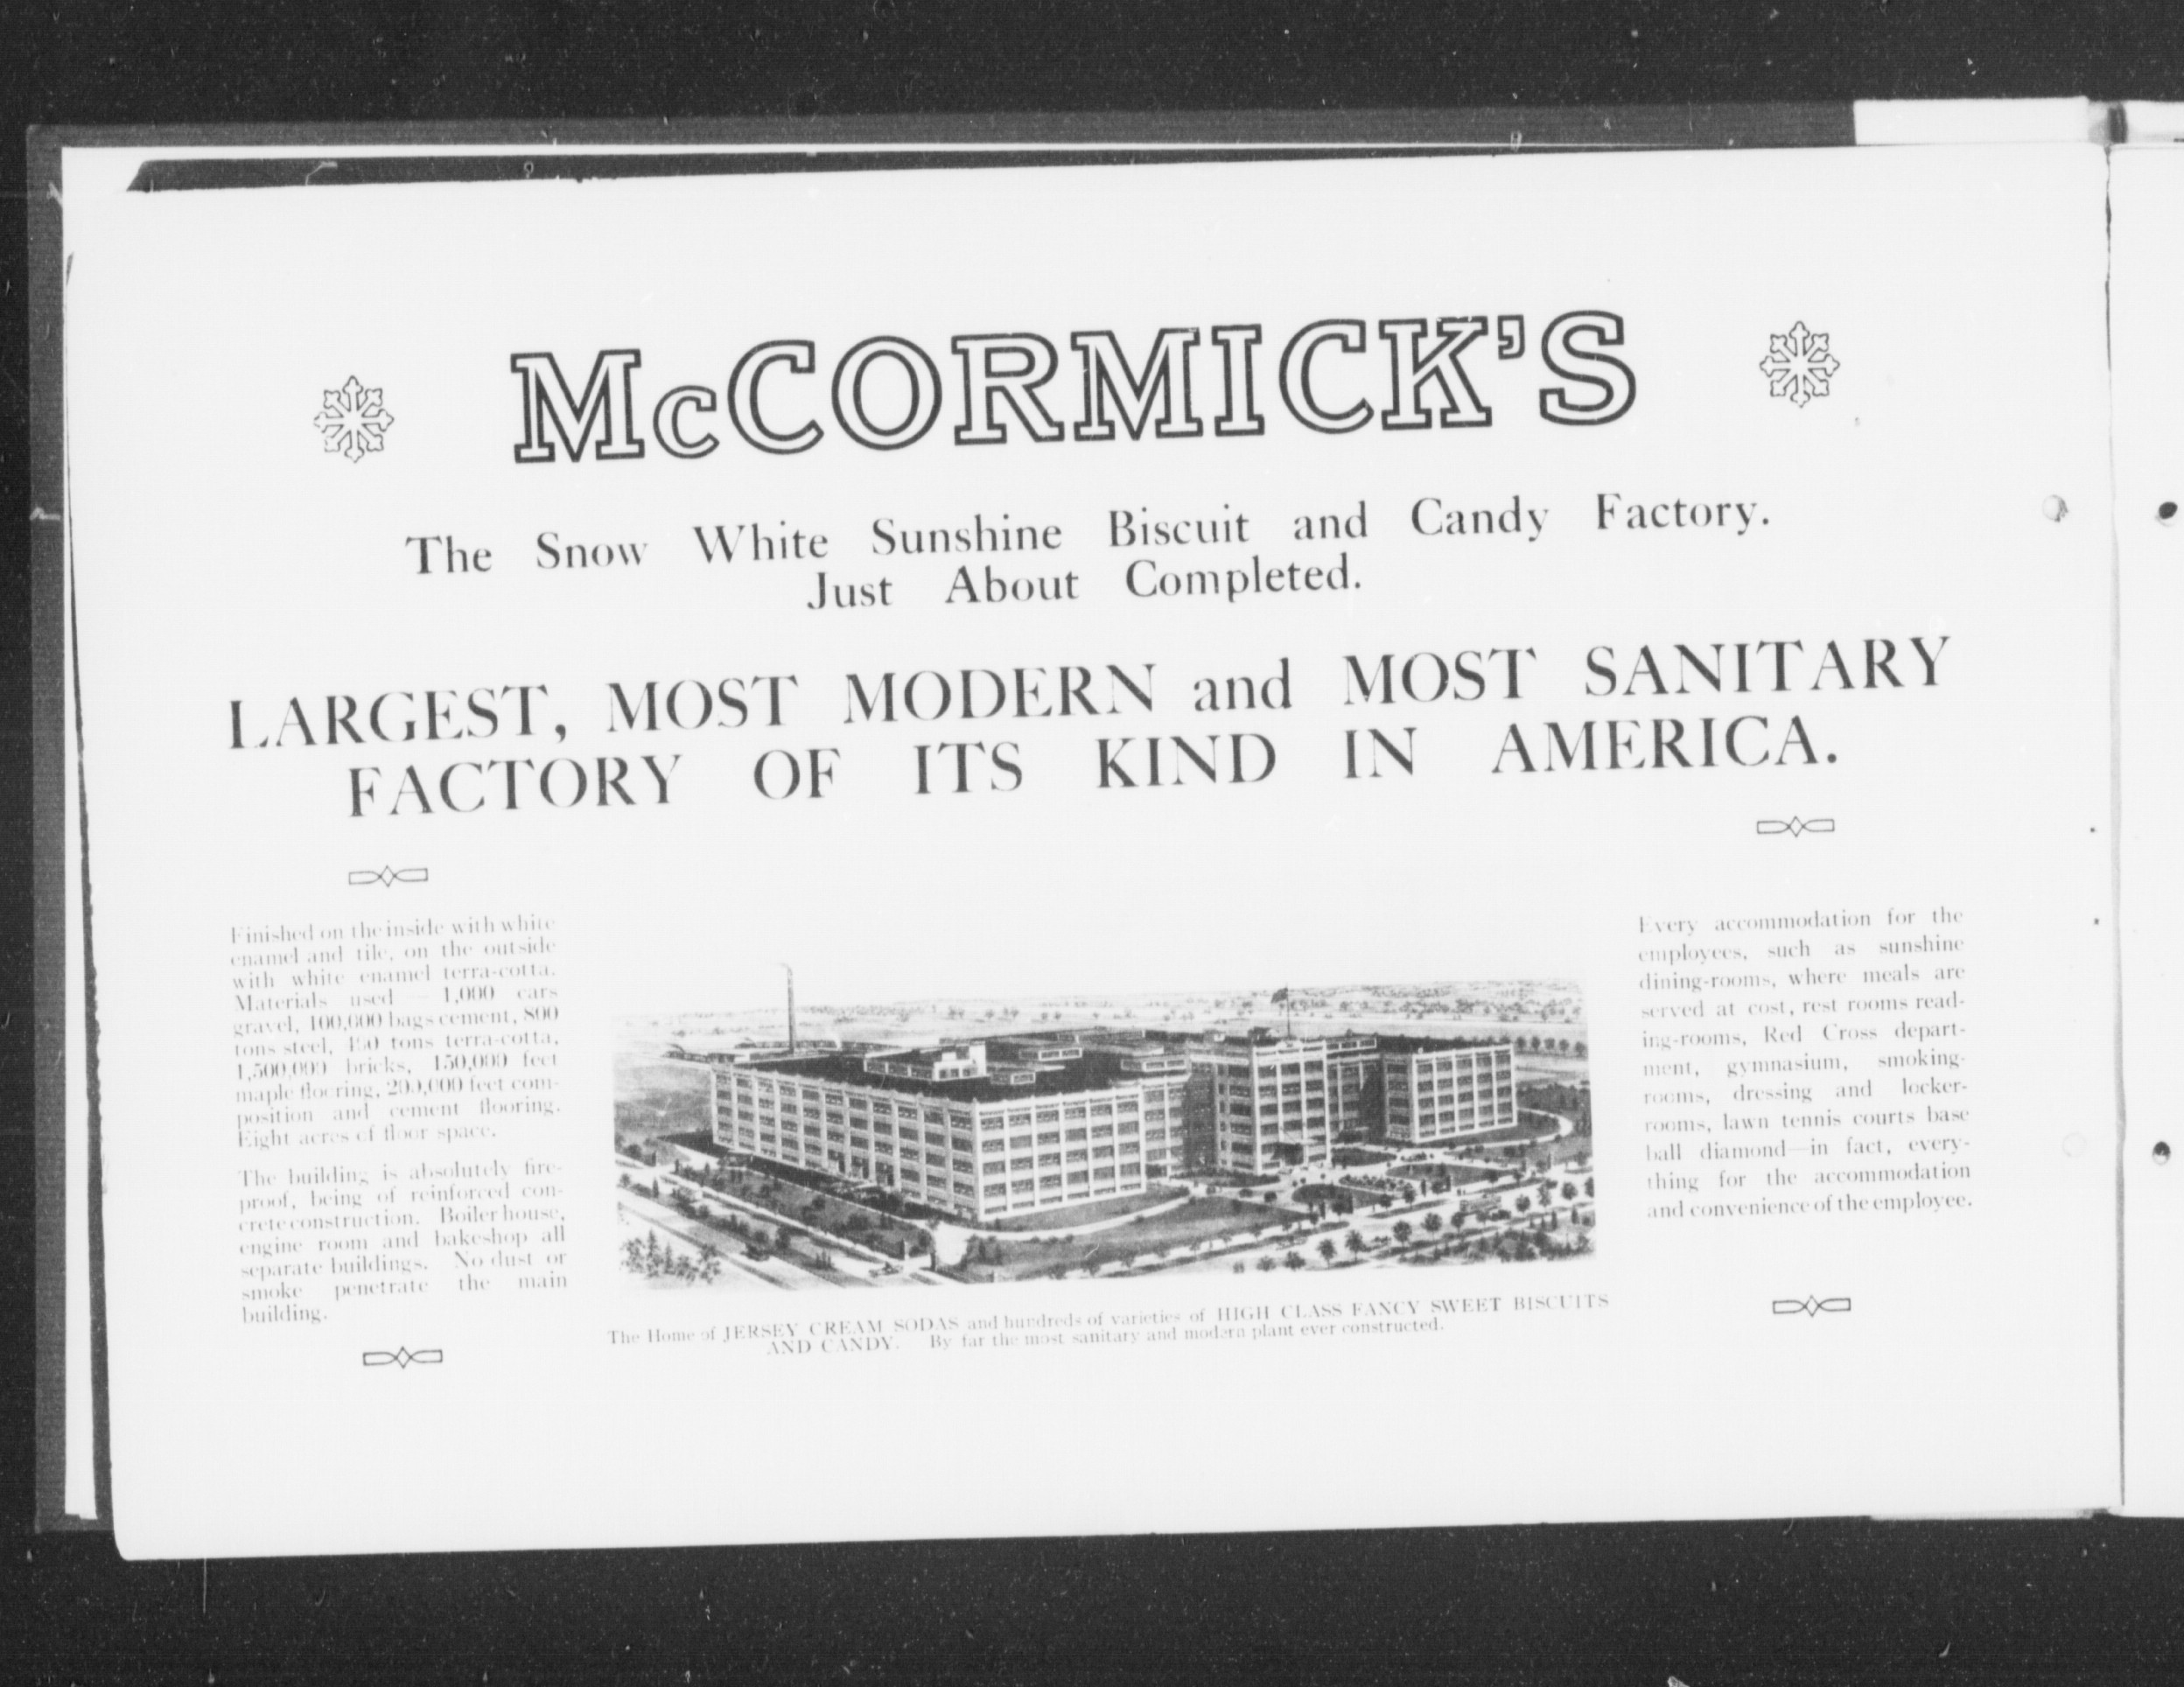 McCORMICK'S
The Snow White Sunshine Biscuit and Candy Factory.
Just About Completed.
LARGEST, MOST MODERN and MOST SANITARY
FACTORY OF ITS KIND IN AMERICA.
Finished on the inside with white
enamel and tile, on the outside
with white enamel terra-cotta.
Materials used — 1,000 cars
gravel, 100,000 bags cement, 800
tons steel, 450 tons terra-cotta,
1,500,000 bricks, 150,000 feet
maple flooring, 200,000 feet com-
position and cement flooring.
Eight acres of floor space.
The building is absolutely fire-
proof, being of reinforced con-
crete construction. Boiler house,
engine room and bakeshop all
separate buildings. No dust or
smoke penetrate the main
building.
The Home of JERSEY CREAM SODAS and hundreds of varieties of HIGH CLASS FANCY SWEET BISCUITS
AND CANDY. By far the most sanitary and modern plant ever constructed.
Every accommodation for the
employees, such as sunshine
dining-rooms, where meals are
served at cost, rest rooms read-
ing-rooms, Red Cross depart-
ment, gymnasium, smoking-
rooms, dressing and locker-
rooms, lawn tennis courts base
ball diamond—in fact, every-
thing for the accommodation
and convenience of the employee.